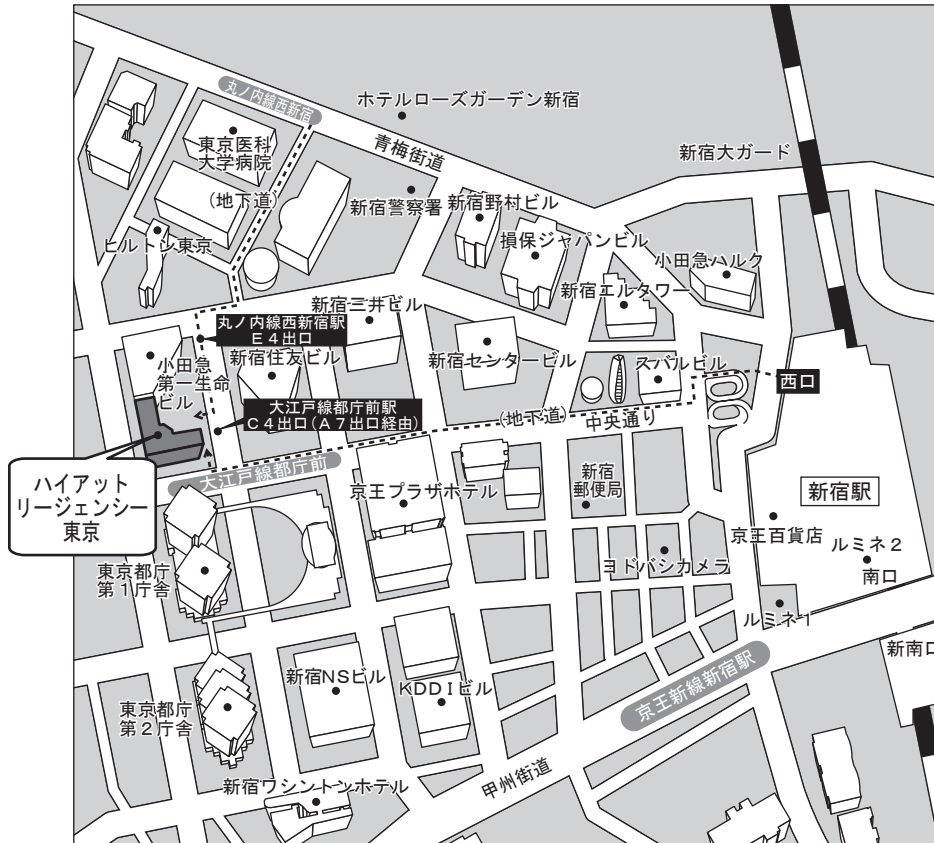 丸ノ内線西新宿
ホテルローズガーデン新宿
青梅街道
新宿大ガード
東京医科
大学病院
(地下道)
新宿警察署
新宿野村ビル
損保ジャパンビル
ヒルトン東京
小田急ハルク
新宿エルタワー
新宿三井ビル
丸ノ内線西新宿駅
E4出口
小田急
第一生命
ビル
新宿住友ビル
新宿センタービル
スバルビル
西口
大江戸線都庁前駅
C4出口(A7出口経由)
(地下道)
中央通り
大江戸線都庁前
ハイアット
リージェンシー
東京
京王プラザホテル
新宿
郵便局
新宿駅
京王百貨店
ルミネ2
南口
ヨドバシカメラ
東京都庁
第1庁舎
ルミネ1
新南口
京王新線新宿駅
新宿NSビル
KDDIビル
東京都庁
第2庁舎
新宿ワシントンホテル
甲州街道